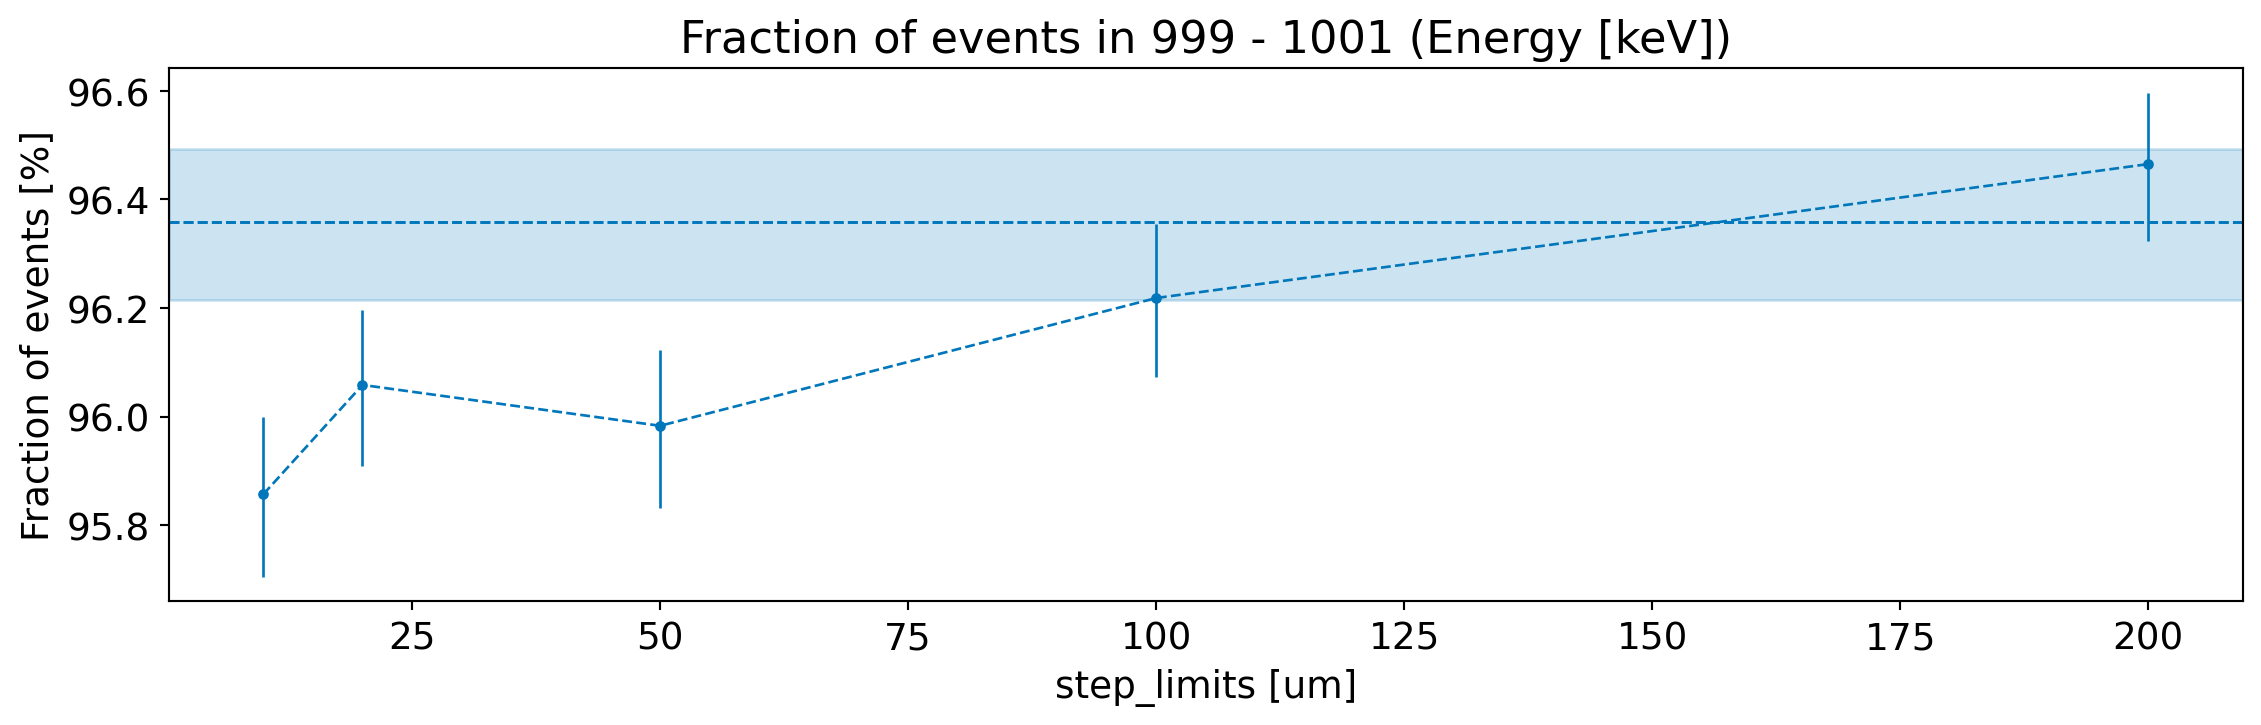 Fraction of events in 999 - 1001 (Energy [keV])
Fraction of events [%]
96.6
96.4
96.2
96.0
95.8
25 50 75 100 125 150 175 200
step_limits [um]